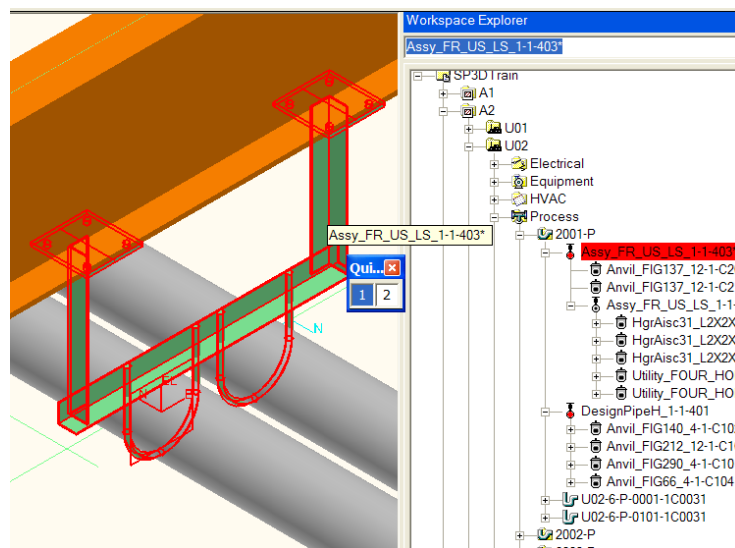 Workspace Explorer
Assy_FR_US_LS_1-1-403*
SP3DTrain
A1
A2
U01
U02
Electrical
Equipment
HVAC
Process
2001-P
Assy_FR_US_LS_1-1-403*
Anvil_FIG137_12-1-C2
Anvil_FIG137_12-1-C2
Assy_FR_US_LS_1-1-
HgrAisc31_L2X2X
HgrAisc31_L2X2X
HgrAisc31_L2X2X
Utility_FOUR_HO
Utility_FOUR_HO
DesignPipeH_1-1-401
Anvil_FIG140_4-1-C10
Anvil_FIG212_12-1-C1
Anvil_FIG290_4-1-C10
Anvil_FIG66_4-1-C104
U02-6-P-0001-1C0031
U02-6-P-0101-1C0031
2002-P
Assy_FR_US_LS_1-1-403*
Qui...
1 2
N
EL